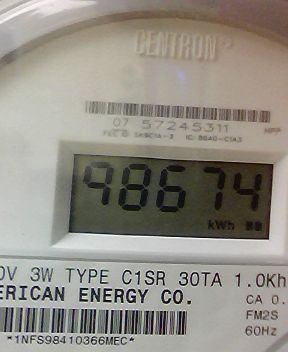 CENTRON
07 57245311
98674
kWh
0V 3W TYPE C1SR 30TA 1.0Kh
ERICAN ENERGY CO.
CA 0.
FM2S
60Hz
*1NFS98410366MEC*